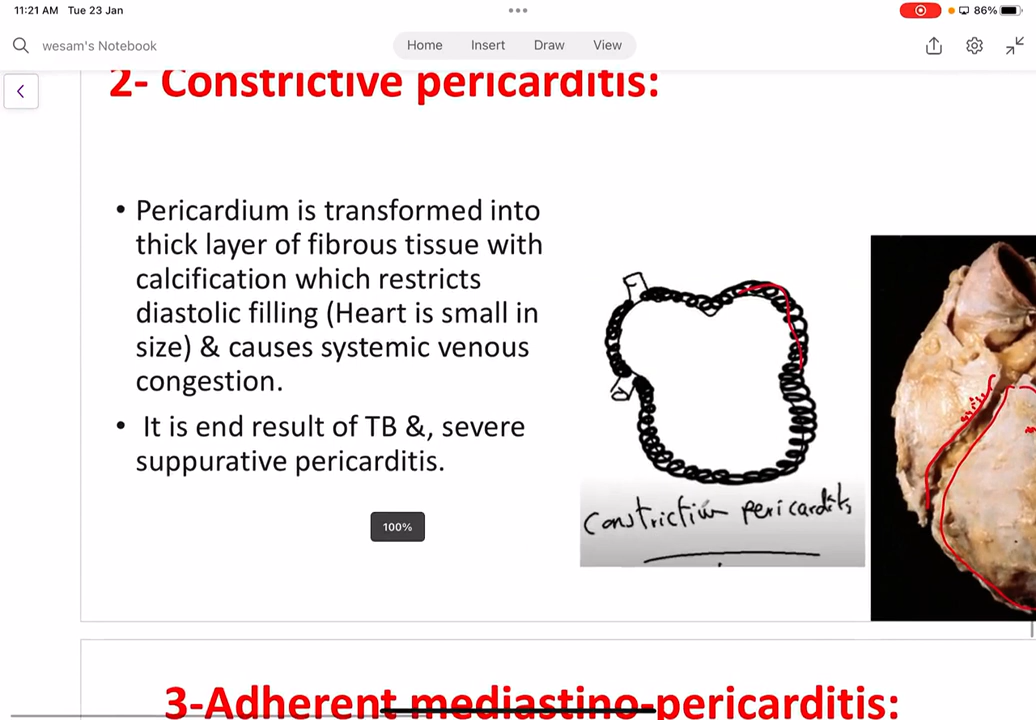 11:21 AM Tue 23 Jan
86%
wesam's Notebook
Home Insert Draw View
2- Constrictive pericarditis:
• Pericardium is transformed into
thick layer of fibrous tissue with
calcification which restricts
diastolic filling (Heart is small in
size) & causes systemic venous
congestion.
• It is end result of TB &, severe
suppurative pericarditis.
100%
constrictive pericarditis
3-Adherent mediastino-pericarditis: